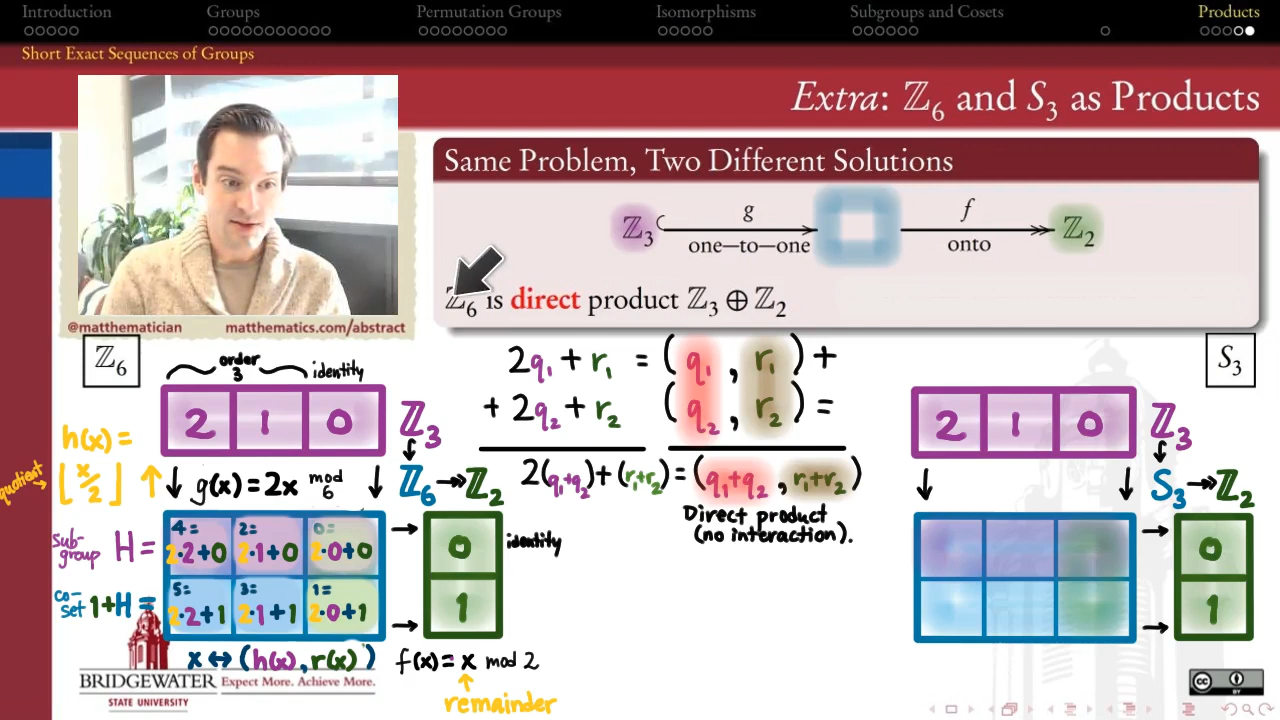 Introduction Groups Permutation Groups Isomorphisms Subgroups and Cosets Products
Short Exact Sequences of Groups
Extra: ℤ₆ and S₃ as Products
Same Problem, Two Different Solutions
ℤ₃ g one—to—one f onto ℤ₂
ℤ₆ is direct product ℤ₃ ⊕ ℤ₂
@matthematician matthematics.com/abstract
ℤ₆
order 3 identity
2 1 0 ℤ₃
h(x) =
⌊x/2⌋
quotient
g(x) = 2x mod 6
ℤ₆ ↠ ℤ₂
Sub-group H =
4 = 2·2+0 2 = 2·1+0 0 = 2·0+0
0 identity
co-set 1+H =
5 = 2·2+1 3 = 2·1+1 1 = 2·0+1
1
x ↔ (h(x), r(x))
f(x) = x mod 2
remainder
2q₁ + r₁ = (q₁, r₁) +
+ 2q₂ + r₂ (q₂, r₂) =
2(q₁+q₂)+(r₁+r₂) = (q₁+q₂, r₁+r₂)
Direct product
(no interaction).
S₃
2 1 0 ℤ₃
S₃ ↠ ℤ₂
0
1
BRIDGEWATER STATE UNIVERSITY
Expect More. Achieve More.
cc BY